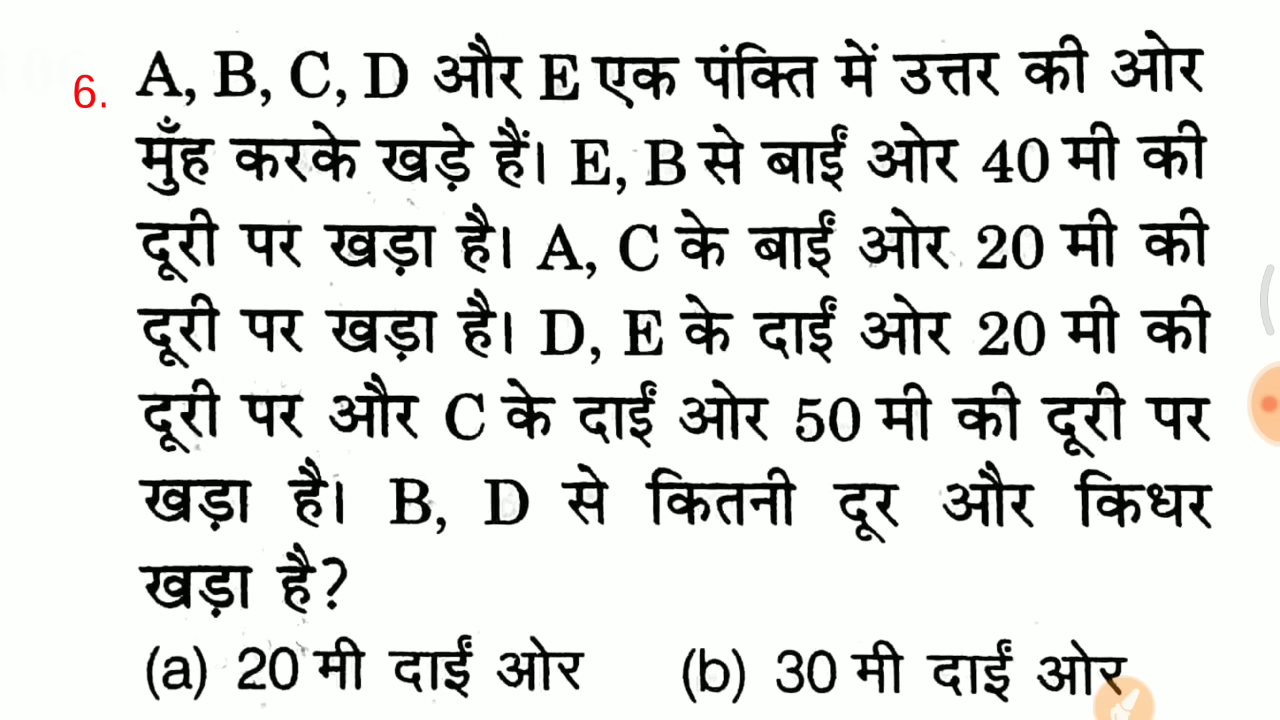 6. A, B, C, D और E एक पंक्ति में उत्तर की ओर
मुँह करके खड़े हैं। E, B से बाईं ओर 40 मी की
दूरी पर खड़ा है। A, C के बाईं ओर 20 मी की
दूरी पर खड़ा है। D, E के दाईं ओर 20 मी की
दूरी पर और C के दाईं ओर 50 मी की दूरी पर
खड़ा है। B, D से कितनी दूर और किधर
खड़ा है?
(a) 20 मी दाईं ओर (b) 30 मी दाईं ओर